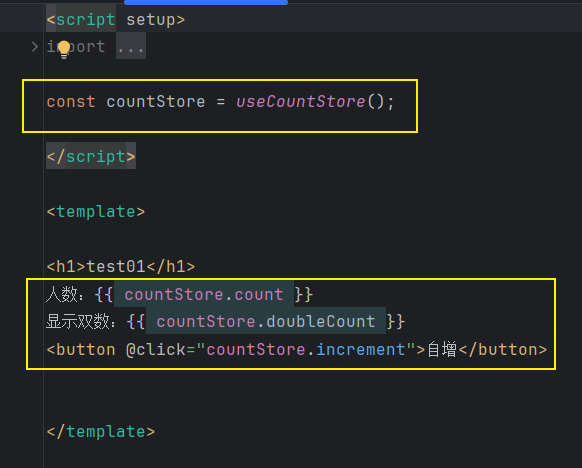 <script setup>
import ...
const countStore = useCountStore();
</script>
<template>
<h1>test01</h1>
人数：{{ countStore.count }}
显示双数：{{ countStore.doubleCount }}
<button @click="countStore.increment">自增</button>
</template>